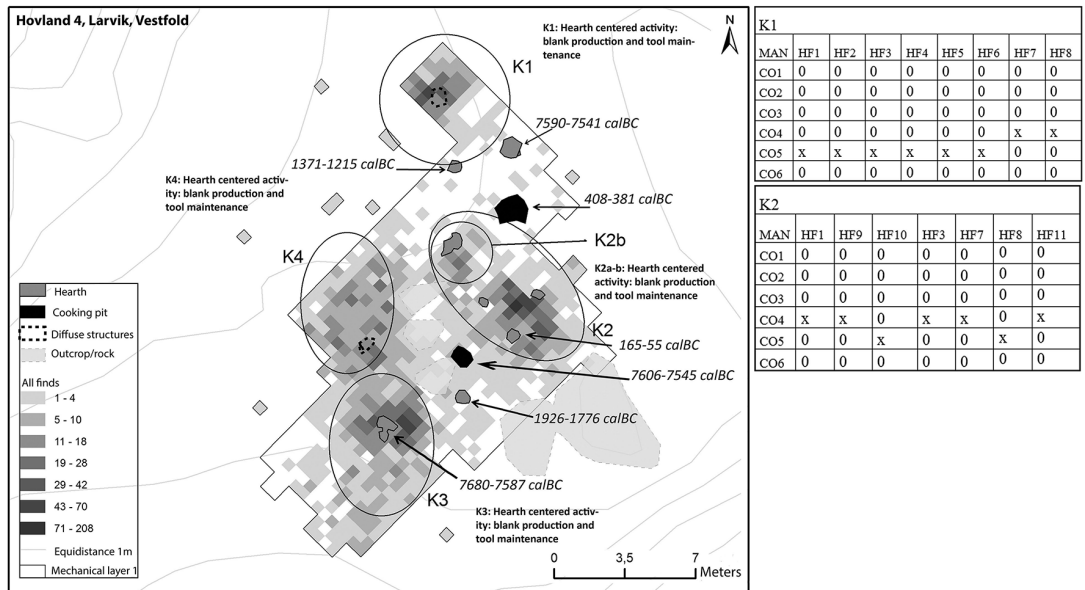 Hovland 4, Larvik, Vestfold
N
K1: Hearth centered activity:
blank production and tool main-
tenance
K1
7590-7541 calBC
1371-1215 calBC
K4: Hearth centered activ-
ity: blank production and
tool maintenance
408-381 calBC
K2b
K4
K2a-b: Hearth centered
activity: blank production
and tool maintenance
K2
165-55 calBC
7606-7545 calBC
1926-1776 calBC
7680-7587 calBC
K3
K3: Hearth centered activ-
ity: blank production and
tool maintenance
Hearth
Cooking pit
Diffuse structures
Outcrop/rock
All finds
1 - 4
5 - 10
11 - 18
19 - 28
29 - 42
43 - 70
71 - 208
Equidistance 1m
Mechanical layer 1
0 3,5 7
Meters
K1
MAN HF1 HF2 HF3 HF4 HF5 HF6 HF7 HF8
CO1 0 0 0 0 0 0 0 0
CO2 0 0 0 0 0 0 0 0
CO3 0 0 0 0 0 0 0 0
CO4 0 0 0 0 0 0 x x
CO5 x x x x x x 0 0
CO6 0 0 0 0 0 0 0 0
K2
MAN HF1 HF9 HF10 HF3 HF7 HF8 HF11
CO1 0 0 0 0 0 0 0
CO2 0 0 0 0 0 0 0
CO3 0 0 0 0 0 0 0
CO4 x x 0 x x 0 x
CO5 0 0 x 0 0 x 0
CO6 0 0 0 0 0 0 0